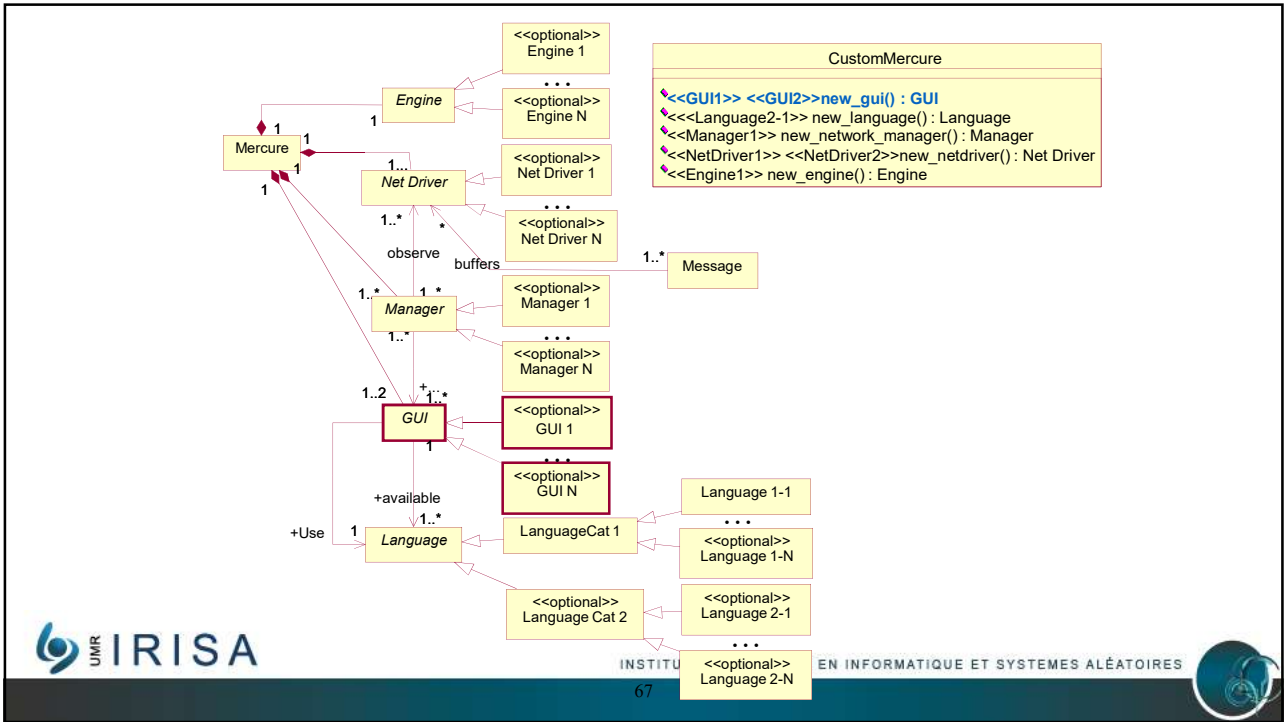 <<optional>>
Engine 1
• • •
Engine
<<optional>>
Engine N
1
1
1
Mercure
1
1
1...
Net Driver
<<optional>>
Net Driver 1
• • •
<<optional>>
Net Driver N
1..*
*
observe
buffers
1..*
Message
1..*
1..*
Manager
1..*
<<optional>>
Manager 1
• • •
<<optional>>
Manager N
1..2
+...
1..*
GUI
1
<<optional>>
GUI 1
• • •
<<optional>>
GUI N
+available
1..*
+Use
1
Language
LanguageCat 1
Language 1-1
• • •
<<optional>>
Language 1-N
<<optional>>
Language Cat 2
<<optional>>
Language 2-1
• • •
<<optional>>
Language 2-N
CustomMercure
<<GUI1>> <<GUI2>>new_gui() : GUI
<<<Language2-1>> new_language() : Language
<<Manager1>> new_network_manager() : Manager
<<NetDriver1>> <<NetDriver2>>new_netdriver() : Net Driver
<<Engine1>> new_engine() : Engine
UMR IRISA
INSTITU EN INFORMATIQUE ET SYSTEMES ALÉATOIRES
67